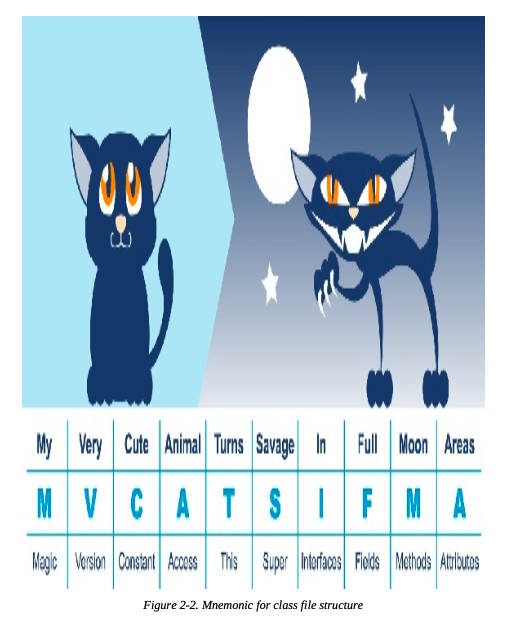 My Very Cute Animal Turns Savage In Full Moon Areas
M V C A T S I F M A
Magic Version Constant Access This Super Interfaces Fields Methods Attributes
Figure 2-2. Mnemonic for class file structure